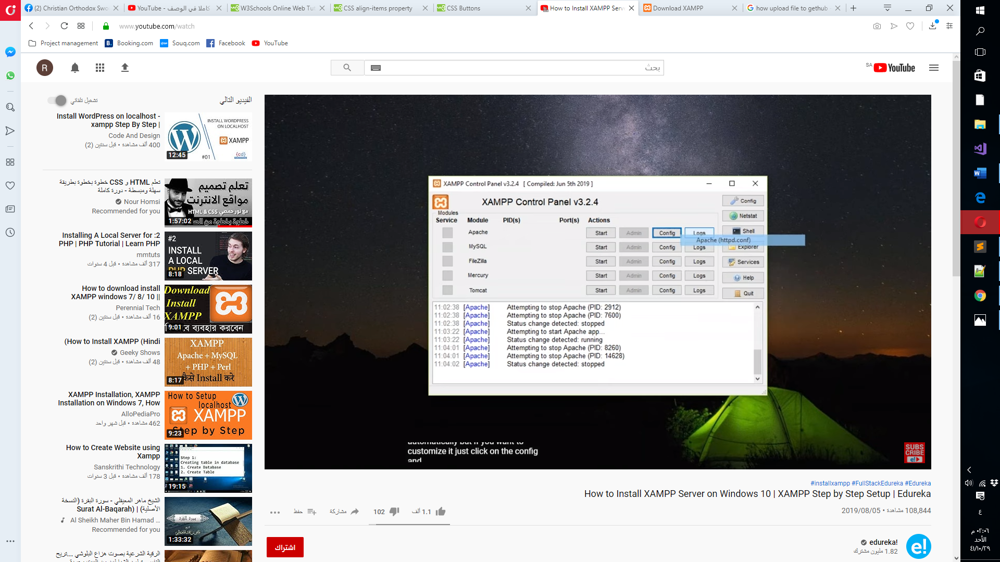 (2) Christian Orthodox Swo
YouTube - كاملا في الوصف
W3Schools Online Web Tut
CSS align-items property
CSS Buttons
How to Install XAMPP Serve
Download XAMPP
how upload file to gethub
www.youtube.com/watch
Project management
Booking.com
Souq.com
Facebook
YouTube
R
بحث
SA
YouTube
تشغيل تلقائي
الفيديو التالي
Install WordPress on localhost -
xampp Step By Step |
Code And Design
400 ألف مشاهدة • قبل سنتين (2)
INSTALL WORDPRESS
ON LOCALHOST
XAMPP
12:45
#01
{cd}
تعلم HTML و CSS خطوة بخطوة بطريقة
سهلة ومبسطة - دورة كاملة
Nour Homsi
Recommended for you
تعلم تصميم
مواقع الانترنت
HTML & CSS مع نور حمصي
1:57:02
Installing A Local Server for :2
PHP | PHP Tutorial | Learn PHP
mmtuts
317 ألف مشاهدة • قبل 4 سنوات
#2
INSTALL
A LOCAL
PHP SERVER
8:18
How to download install
XAMPP windows 7/ 8/ 10 ||
Perennial Tech
16 ألف مشاهدة • قبل سنتين (2)
Download
Install
XAMPP
9:01
ব্যবহার করবেন
(How to Install XAMPP (Hindi
Geeky Shows
48 ألف مشاهدة • قبل سنتين (2)
XAMPP
Apache + MySQL
+ PHP + Perl
कैसे Install करे
8:17
XAMPP Installation, XAMPP
Installation on Windows 7, How
AlloPediaPro
462 مشاهدة • قبل شهر واحد
How to Setup
localhost
XAMPP
Step by Step
9:23
How to Create Website using
Xampp
Sanskrithi Technology
178 ألف مشاهدة • قبل 3 سنوات
Step 1:
Creating table in database
1. Create Database
2. Create Table
19:15
الشيخ ماهر المعيقلي - سورة البقرة (النسخة
الأصلية) | (Surat Al-Baqarah
Al Sheikh Maher Bin Hamad ...
Recommended for you
سورة البقرة
1:33:32
الرقية الشرعية بصوت هزاع البلوشي ...تريح
XAMPP Control Panel v3.2.4 [ Compiled: Jun 5th 2019 ]
XAMPP Control Panel v3.2.4
Modules
Service Module PID(s) Port(s) Actions
Apache Start Admin Config Logs
Apache (httpd.conf)
MySQL Start Admin Config Logs
FileZilla Start Admin Config Logs
Mercury Start Admin Config Logs
Tomcat Start Admin Config Logs
Config
Netstat
Shell
Explorer
Services
Help
Quit
11:02:38 [Apache] Attempting to stop Apache (PID: 2912)
11:02:38 [Apache] Attempting to stop Apache (PID: 7600)
11:02:38 [Apache] Status change detected: stopped
11:03:22 [Apache] Attempting to start Apache app...
11:03:22 [Apache] Status change detected: running
11:04:01 [Apache] Attempting to stop Apache (PID: 8260)
11:04:01 [Apache] Attempting to stop Apache (PID: 14628)
11:04:02 [Apache] Status change detected: stopped
automatically but if you want to
customize it just click on the config
and
SUBS
CRIBE
e!
#installxampp #FullStackEdureka #Edureka
How to Install XAMPP Server on Windows 10 | XAMPP Step by Step Setup | Edureka
108,844 مشاهدة • 2019/08/05
1.1 ألف
102
مشاركة
حفظ
edureka!
1.82 مليون مشترك
e!
اشتراك
ع
٠٢:٠٦ م
الأحد
٤١/١٠/٢٩